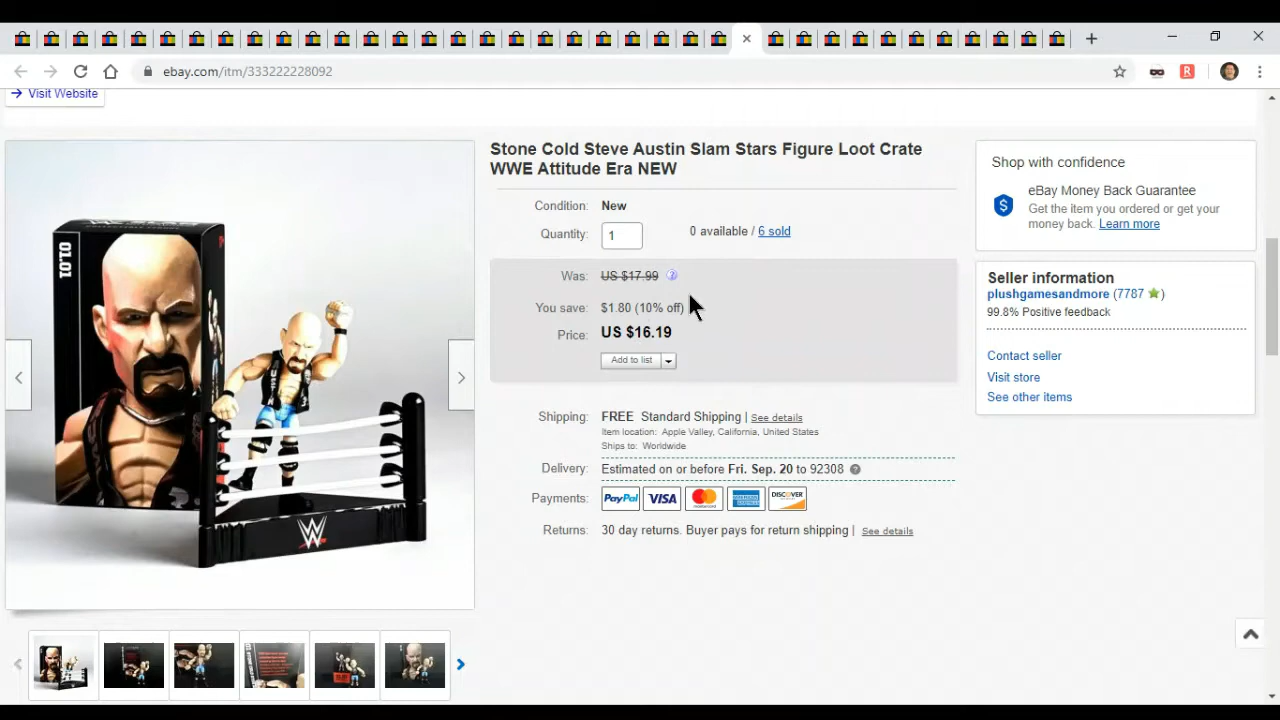 ebay.com/itm/333222228092
R
Visit Website
Stone Cold Steve Austin Slam Stars Figure Loot Crate
WWE Attitude Era NEW
Condition: New
Quantity: 1 0 available / 6 sold
Was: US $17.99
You save: $1.80 (10% off)
Price: US $16.19
Add to list
Shipping: FREE Standard Shipping | See details
Item location: Apple Valley, California, United States
Ships to: Worldwide
Delivery: Estimated on or before Fri. Sep. 20 to 92308
Payments: PayPal VISA MasterCard DISCOVER
Returns: 30 day returns. Buyer pays for return shipping | See details
Shop with confidence
eBay Money Back Guarantee
Get the item you ordered or get your
money back. Learn more
Seller information
plushgamesandmore (7787)
99.8% Positive feedback
Contact seller
Visit store
See other items
01.01
W